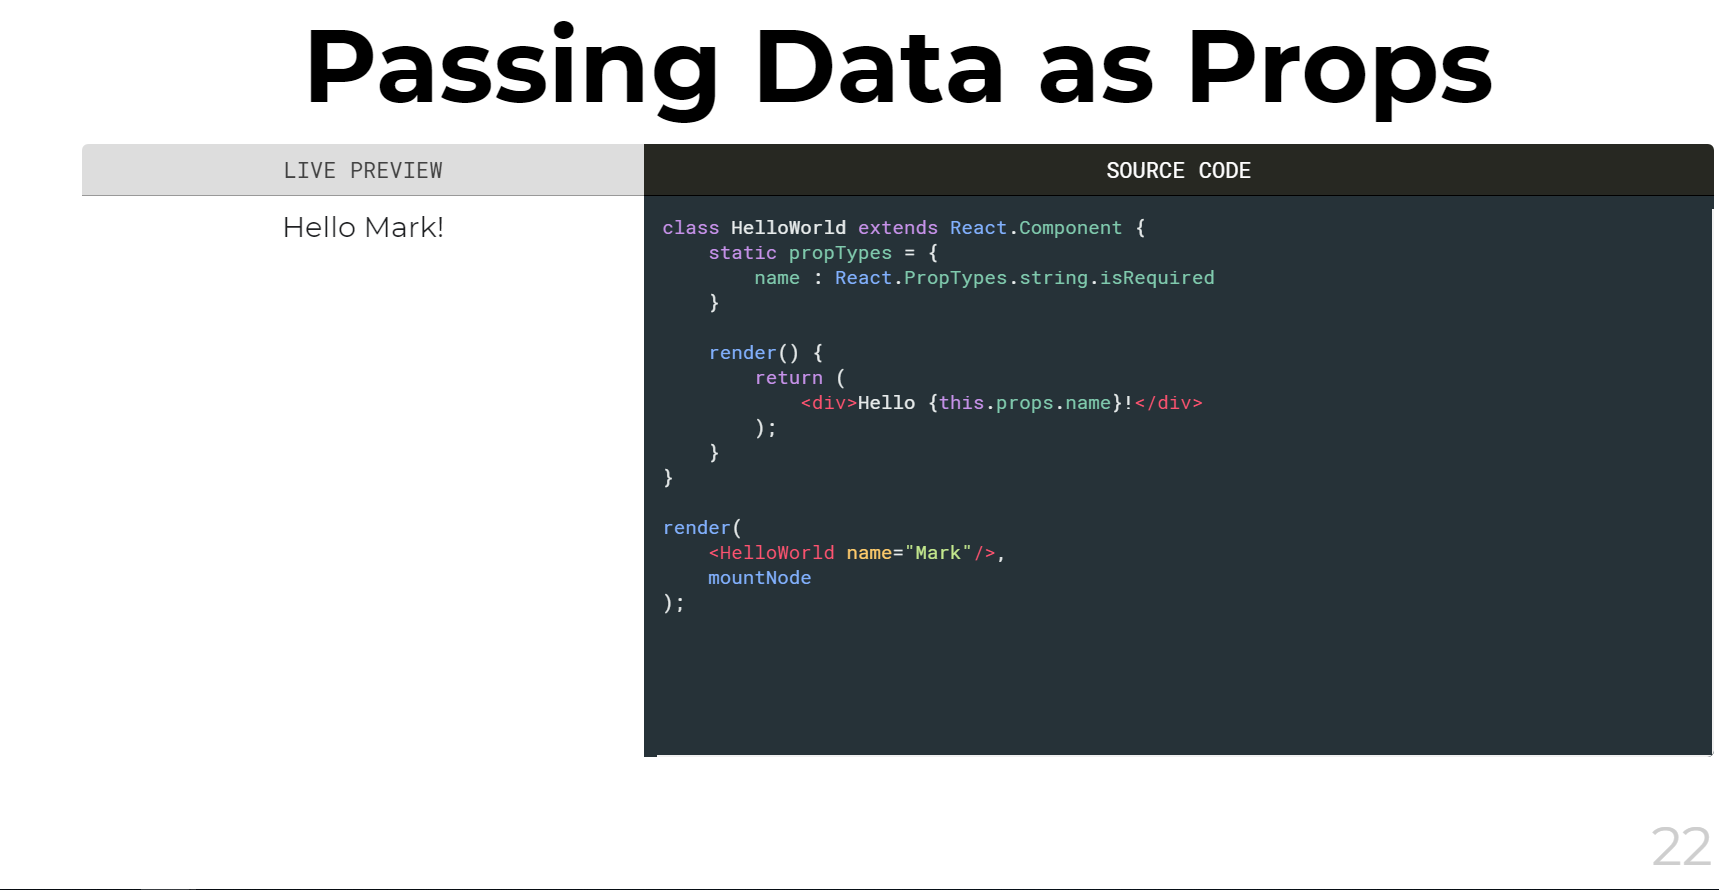 Passing Data as Props
LIVE PREVIEW
Hello Mark!
SOURCE CODE
class HelloWorld extends React.Component {
    static propTypes = {
        name : React.PropTypes.string.isRequired
    }
    render() {
        return (
            <div>Hello {this.props.name}!</div>
        );
    }
}
render(
    <HelloWorld name="Mark"/>,
    mountNode
);
22